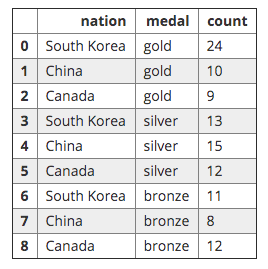 nation medal count
0 South Korea gold 24
1 China gold 10
2 Canada gold 9
3 South Korea silver 13
4 China silver 15
5 Canada silver 12
6 South Korea bronze 11
7 China bronze 8
8 Canada bronze 12